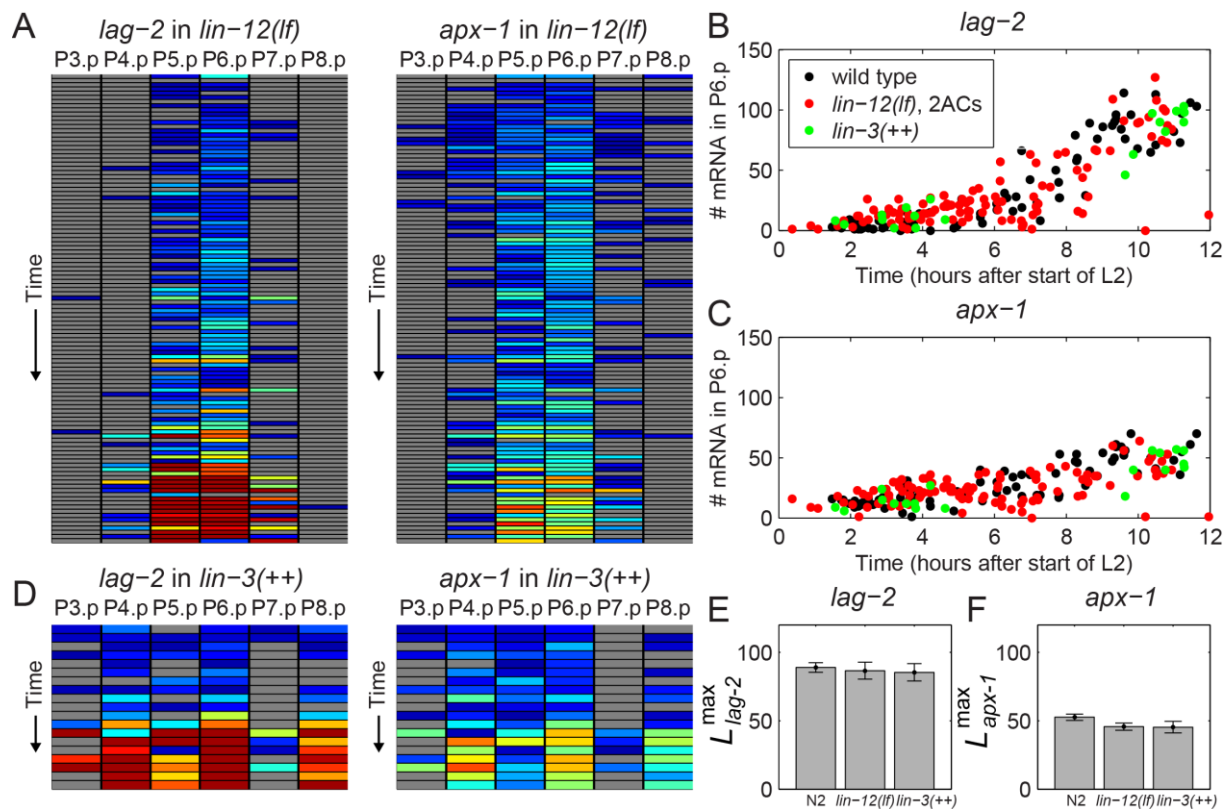 A
lag−2 in lin−12(lf)
P3.p P4.p P5.p P6.p P7.p P8.p
Time
apx−1 in lin−12(lf)
P3.p P4.p P5.p P6.p P7.p P8.p
Time
B
lag−2
# mRNA in P6.p
150
100
50
0
wild type
lin−12(lf), 2ACs
lin−3(++)
0 2 4 6 8 10 12
Time (hours after start of L2)
C
apx−1
# mRNA in P6.p
150
100
50
0
0 2 4 6 8 10 12
Time (hours after start of L2)
D
lag−2 in lin−3(++)
P3.p P4.p P5.p P6.p P7.p P8.p
Time
apx−1 in lin−3(++)
P3.p P4.p P5.p P6.p P7.p P8.p
Time
E
lag−2
L max lag−2
100
50
0
N2 lin−12(lf) lin−3(++)
F
apx−1
L max apx−1
100
50
0
N2 lin−12(lf) lin−3(++)